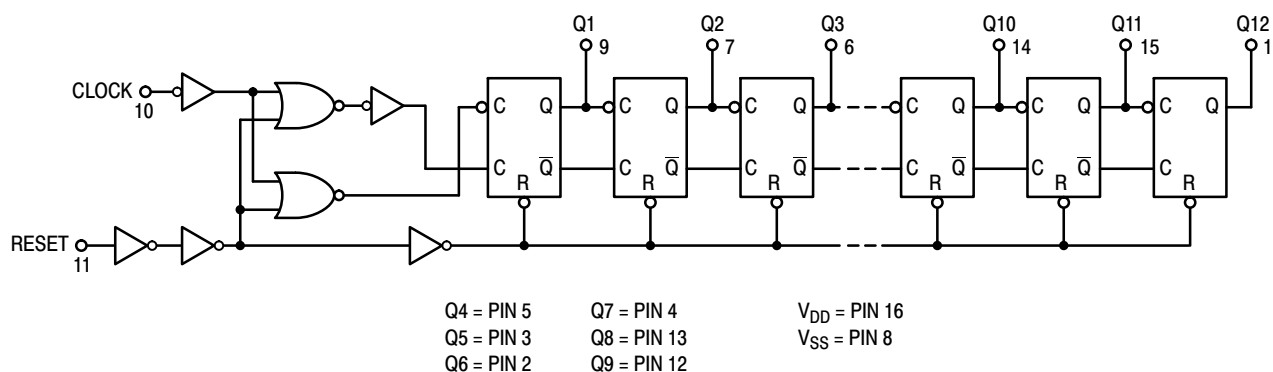 Q1 Q2 Q3 Q10 Q11 Q12
9 7 6 14 15 1
CLOCK
10
C Q C Q C Q C Q C Q C Q
C Q̅ C Q̅ C Q̅ C Q̅ C Q̅ C
R R R R R R
RESET
11
Q4 = PIN 5 Q7 = PIN 4 VDD = PIN 16
Q5 = PIN 3 Q8 = PIN 13 VSS = PIN 8
Q6 = PIN 2 Q9 = PIN 12